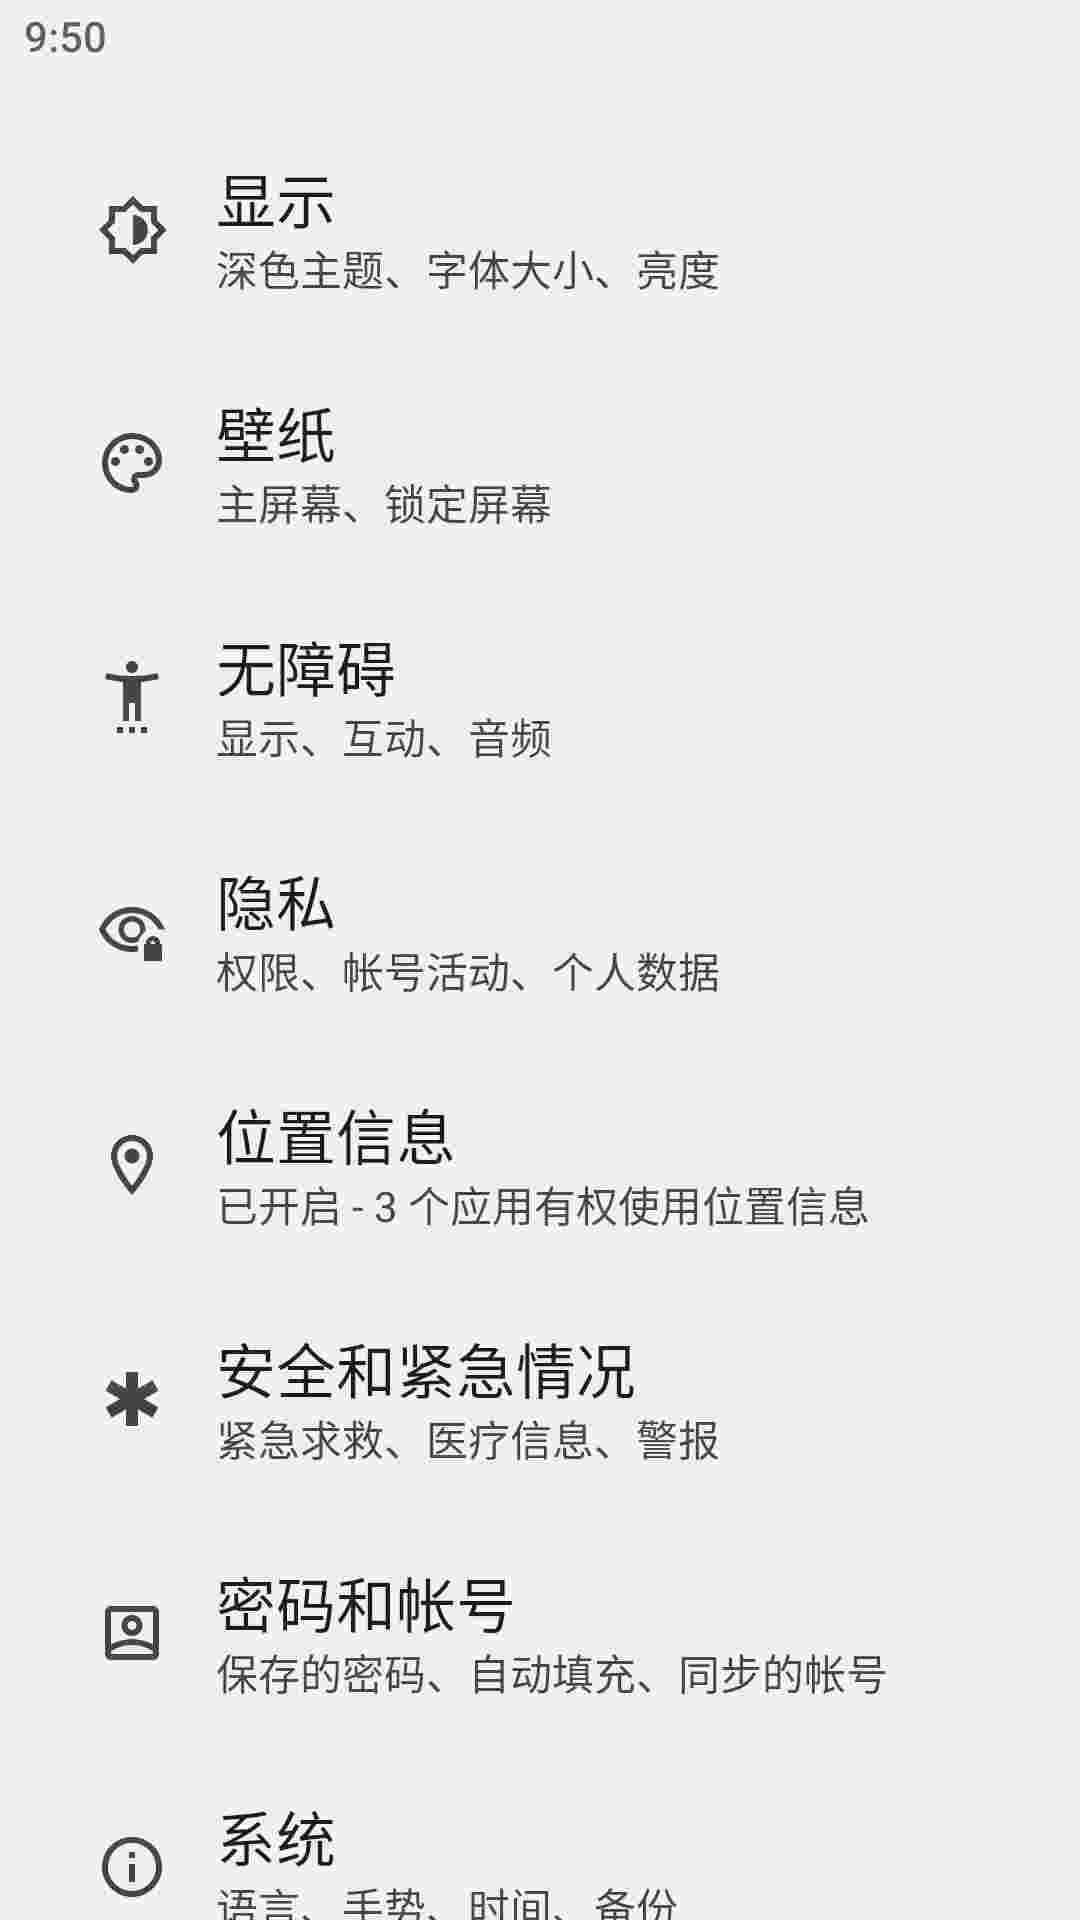 9:50
显示
深色主题、字体大小、亮度
壁纸
主屏幕、锁定屏幕
无障碍
显示、互动、音频
隐私
权限、帐号活动、个人数据
位置信息
已开启 - 3 个应用有权使用位置信息
安全和紧急情况
紧急求救、医疗信息、警报
密码和帐号
保存的密码、自动填充、同步的帐号
系统
语言、手势、时间、备份